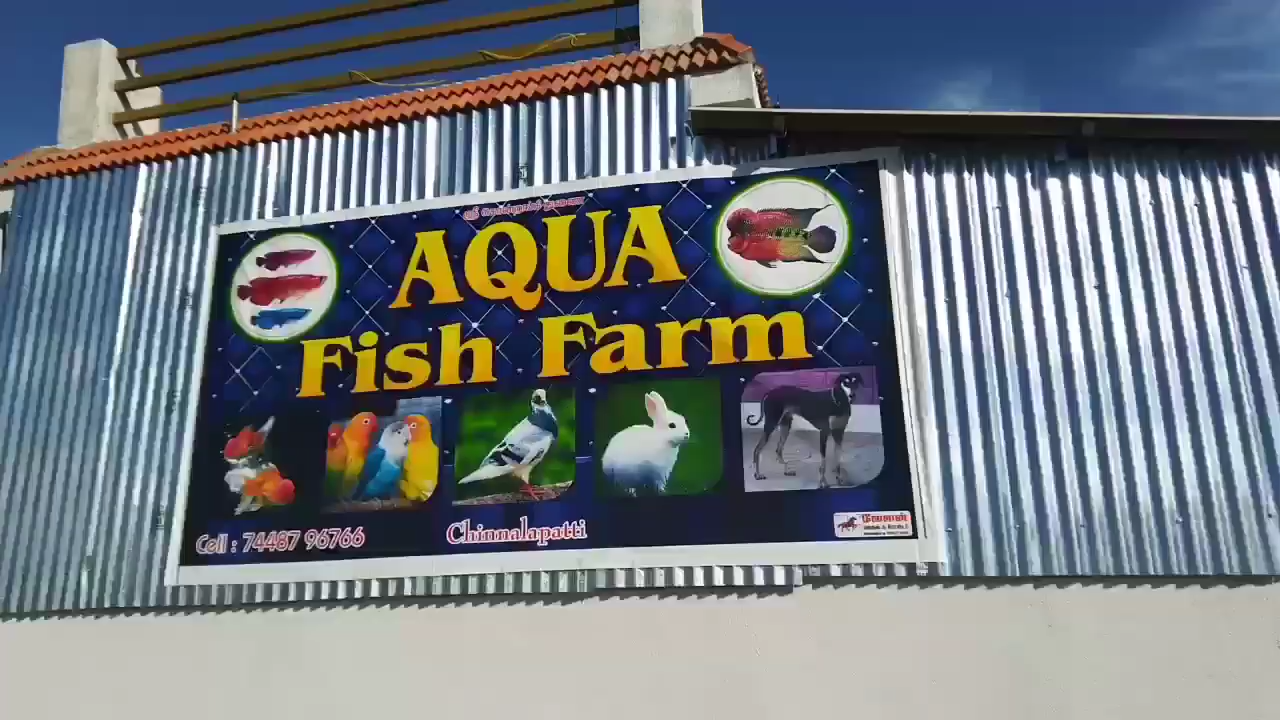 ஸ்ரீ
AQUA
Fish Farm
Cell : 74487 96766
Chinnalapatti